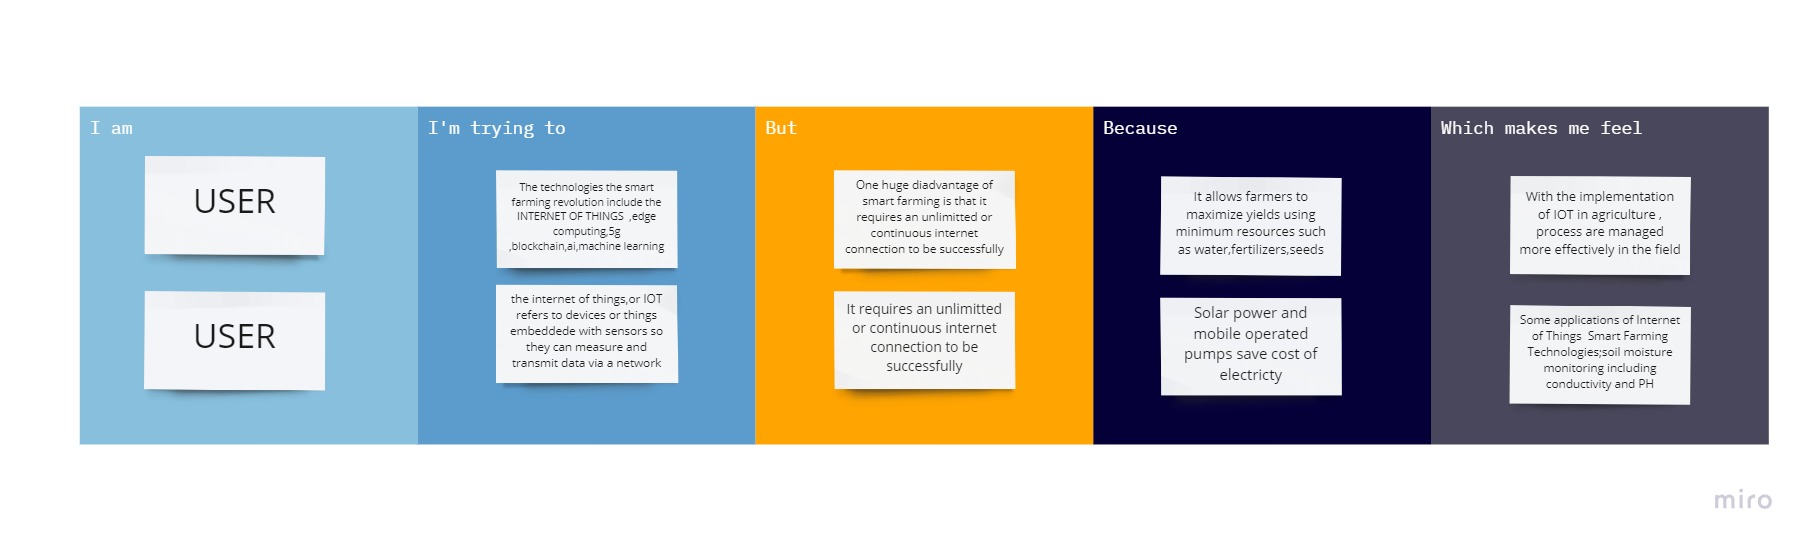 I am
USER
USER
I'm trying to
The technologies the smart
farming revolution include the
INTERNET OF THINGS ,edge
computing,5g
,blockchain,ai,machine learning
the internet of things,or IOT
refers to devices or things
embeddede with sensors so
they can measure and
transmit data via a network
But
One huge diadvantage of
smart farming is that it
requires an unlimitted or
continuous internet
connection to be successfully
It requires an unlimitted
or continuous internet
connection to be
successfully
Because
It allows farmers to
maximize yields using
minimum resources such
as water,fertilizers,seeds
Solar power and
mobile operated
pumps save cost of
electricty
Which makes me feel
With the implementation
of IOT in agriculture ,
process are managed
more effectively in the field
Some applications of Internet
of Things Smart Farming
Technologies;soil moisture
monitoring including
conductivity and PH
miro